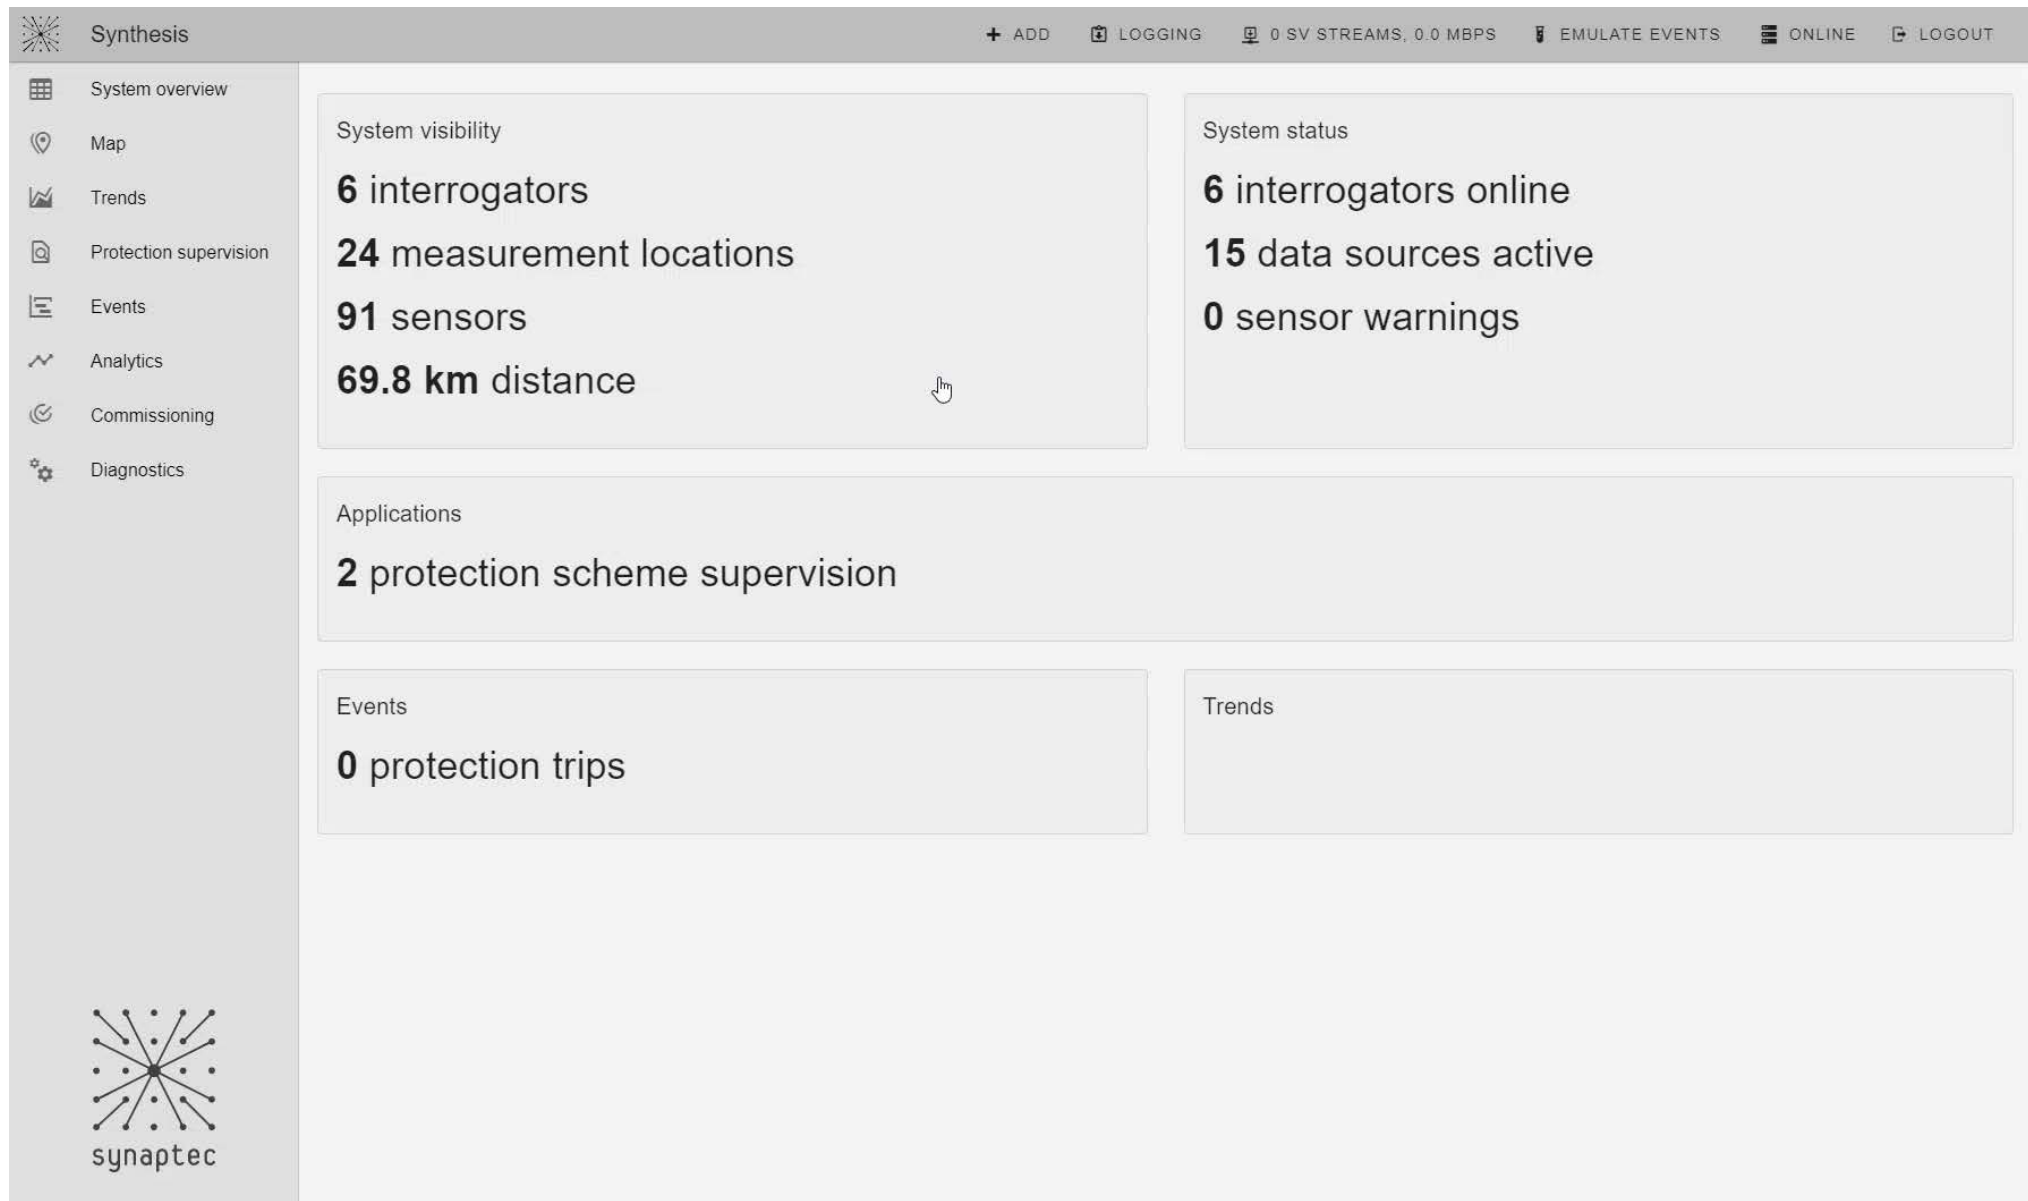 Synthesis
ADD
LOGGING
0 SV STREAMS, 0.0 MBPS
EMULATE EVENTS
ONLINE
LOGOUT
System overview
Map
Trends
Protection supervision
Events
Analytics
Commissioning
Diagnostics
synaptec
System visibility
6 interrogators
24 measurement locations
91 sensors
69.8 km distance
System status
6 interrogators online
15 data sources active
0 sensor warnings
Applications
2 protection scheme supervision
Events
0 protection trips
Trends